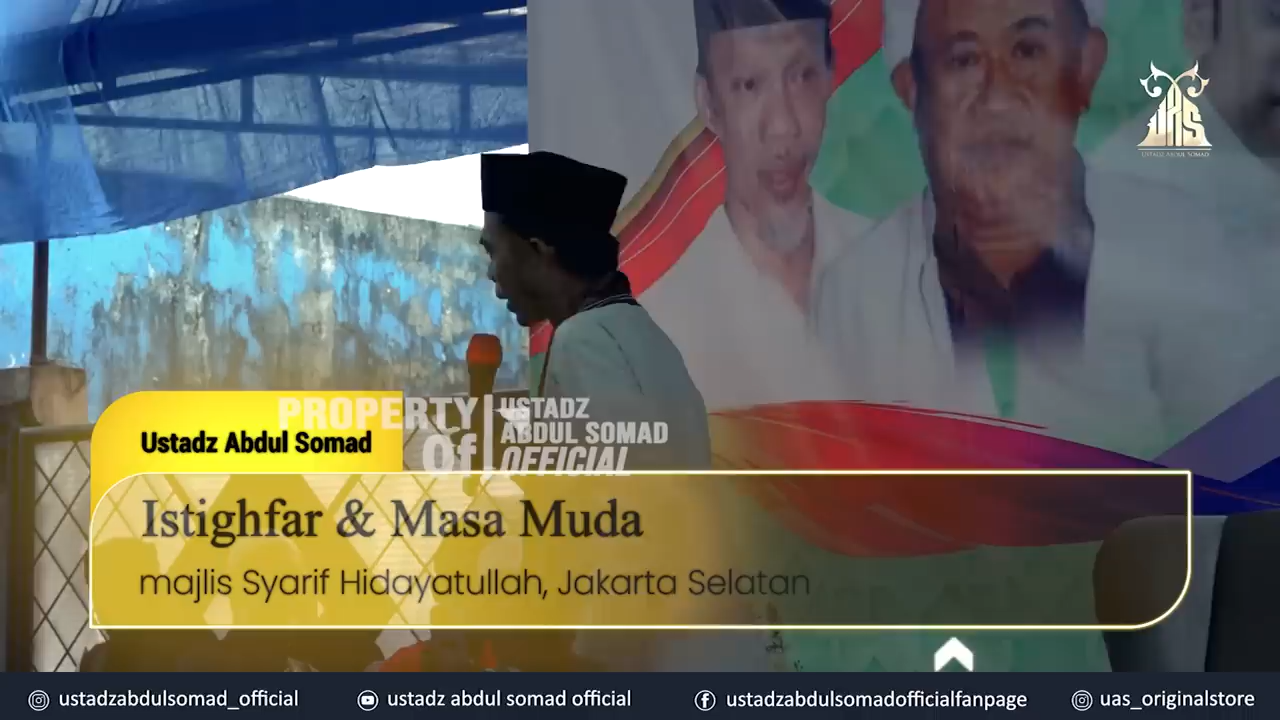 UAS
USTADZ ABDUL SOMAD
PROPERTY Of
USTADZ
ABDUL SOMAD
OFFICIAL
Ustadz Abdul Somad
Istighfar & Masa Muda
majlis Syarif Hidayatullah, Jakarta Selatan
ustadzabdulsomad_official
ustadz abdul somad official
ustadzabdulsomadofficialfanpage
uas_originalstore